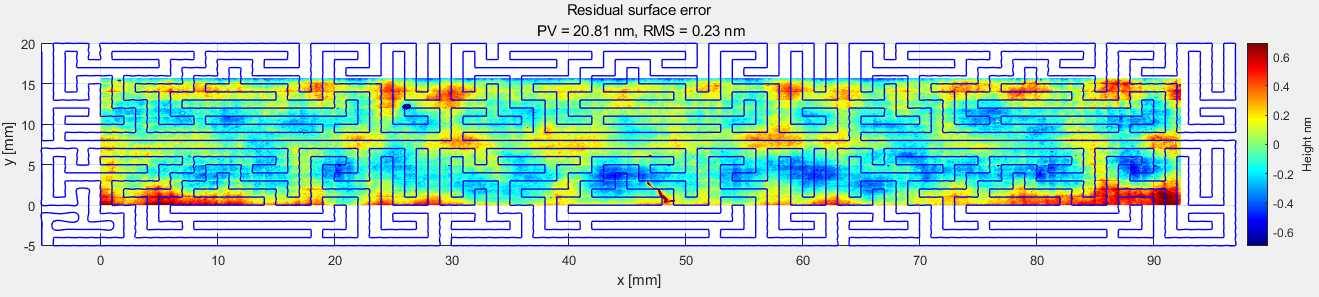 Residual surface error
PV = 20.81 nm, RMS = 0.23 nm
20
15
10
5
0
-5
y [mm]
0 10 20 30 40 50 60 70 80 90
x [mm]
0.6
0.4
0.2
0
-0.2
-0.4
-0.6
Height nm